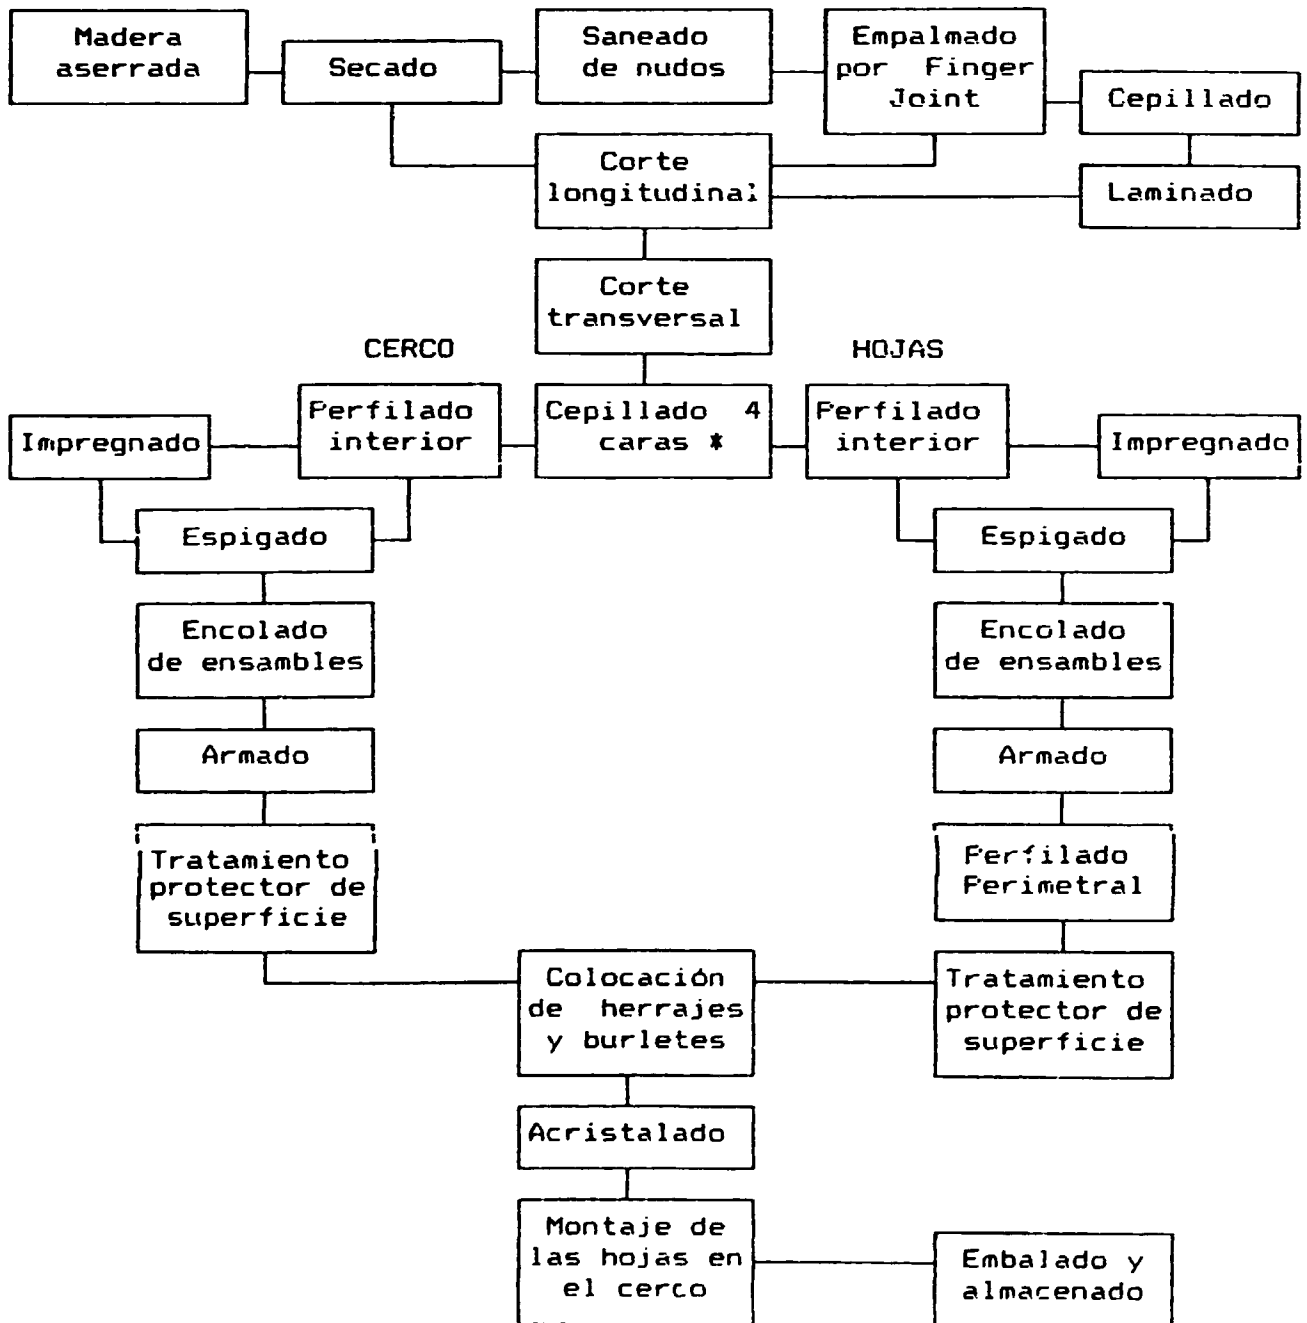 Madera
aserrada
Secado
Saneado
de nudos
Empalmado
por Finger
Joint
Cepillado
Corte
longitudinal
Laminado
Corte
transversal
CERCO
HOJAS
Impregnado
Perfilado
interior
Cepillado 4
caras *
Perfilado
interior
Impregnado
Espigado
Espigado
Encolado
de ensambles
Encolado
de ensambles
Armado
Armado
Tratamiento
protector de
superficie
Perfilado
Perimetral
Colocación
de herrajes
y burletes
Tratamiento
protector de
superficie
Acristalado
Montaje de
las hojas en
el cerco
Embalado y
almacenado